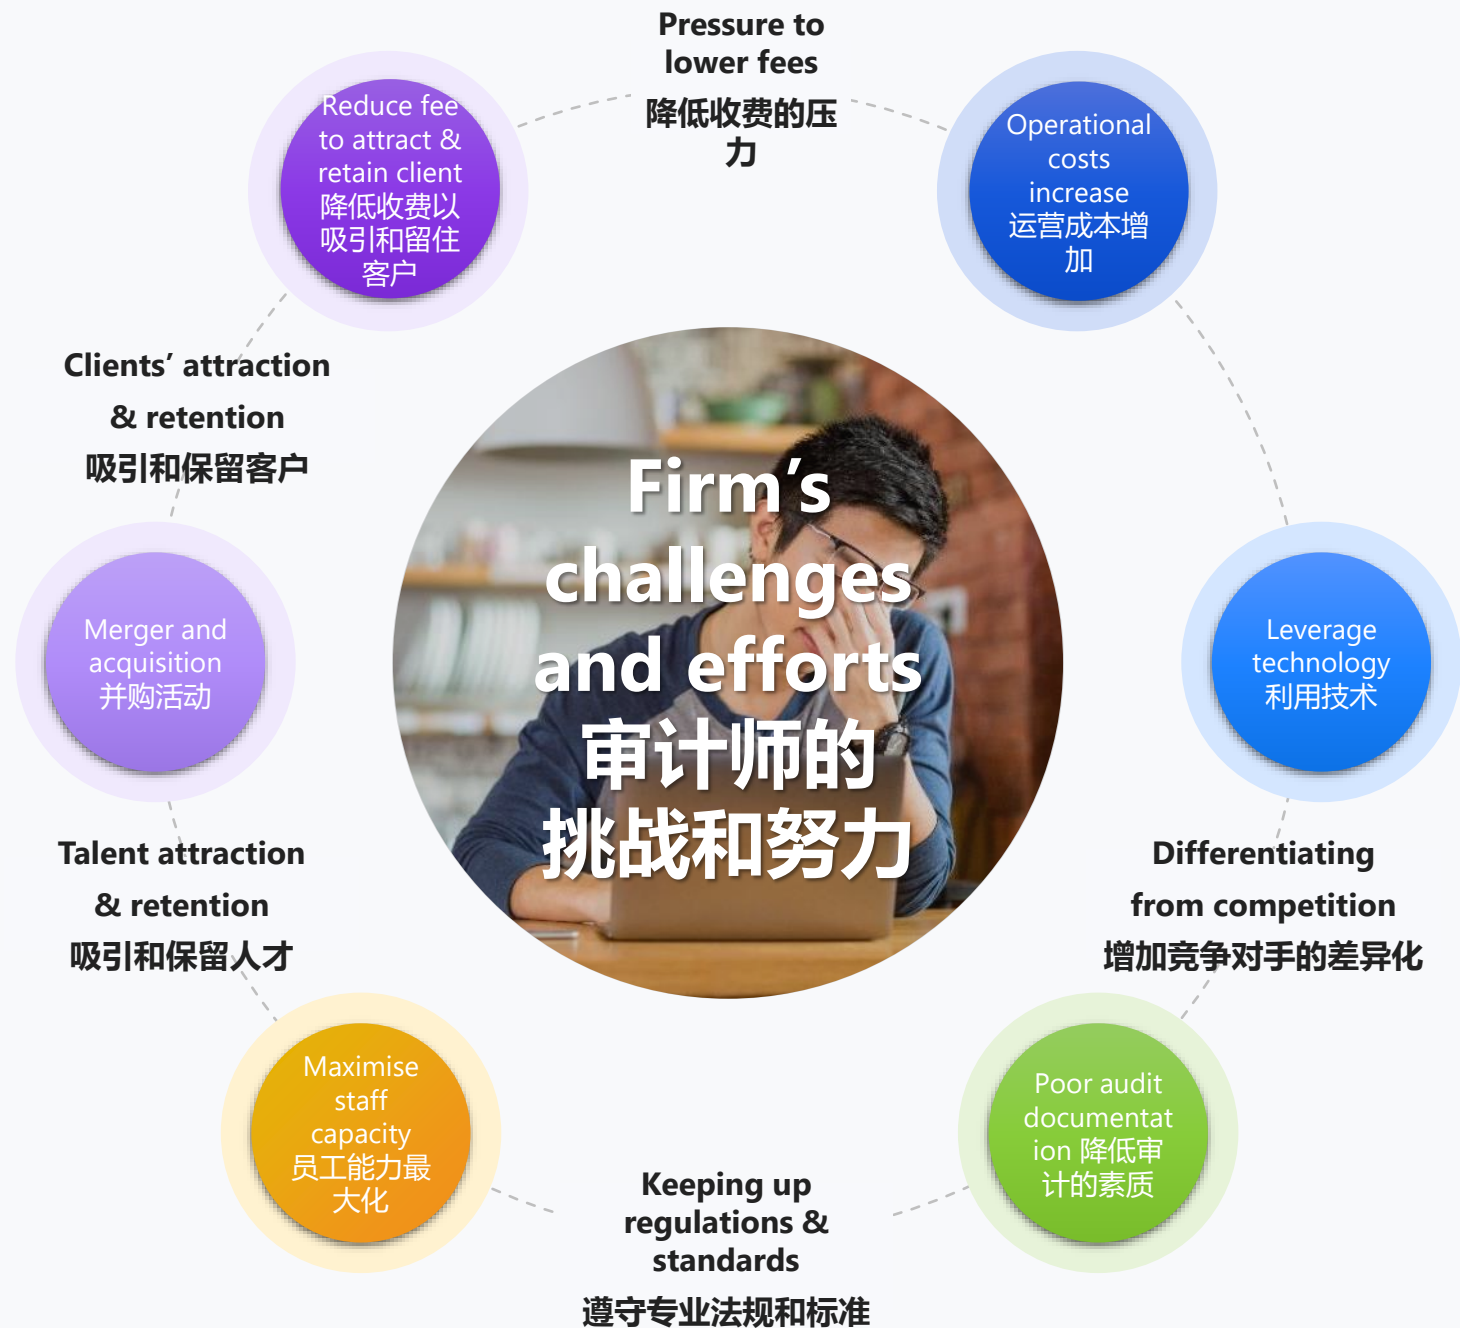 Pressure to
lower fees
降低收费的压
力
Reduce fee
to attract &
retain client
降低收费以
吸引和留住
客户
Operational
costs
increase
运营成本增
加
Clients’ attraction
& retention
吸引和保留客户
Firm’s
challenges
and efforts
审计师的
挑战和努力
Merger and
acquisition
并购活动
Leverage
technology
利用技术
Talent attraction
& retention
吸引和保留人才
Differentiating
from competition
增加竞争对手的差异化
Maximise
staff
capacity
员工能力最
大化
Poor audit
documentat
ion 降低审
计的素质
Keeping up
regulations &
standards
遵守专业法规和标准